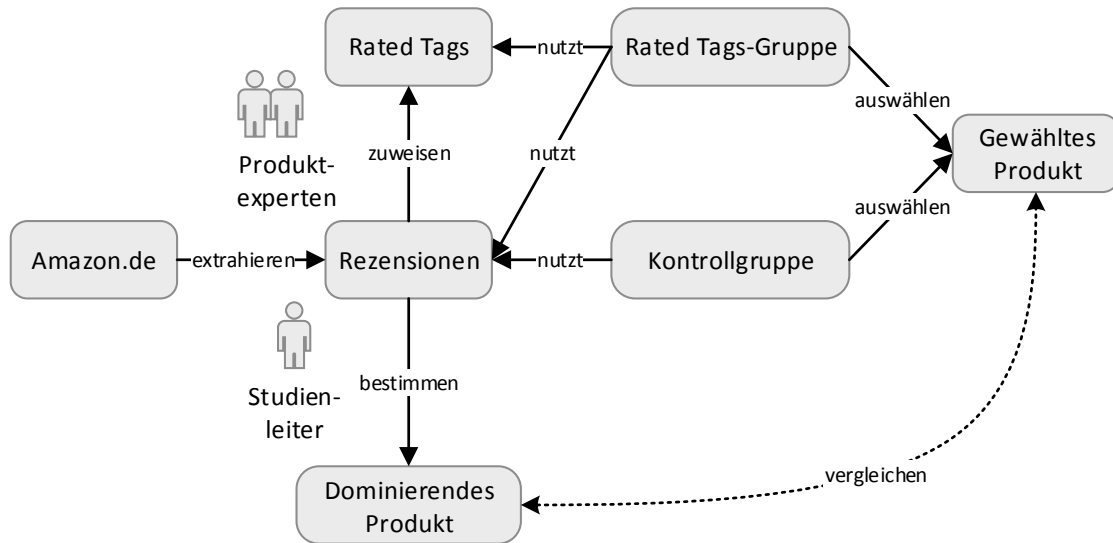 Rated Tags
nutzt
Rated Tags-Gruppe
auswählen
Gewähltes
Produkt
Produkt-
experten
zuweisen
nutzt
auswählen
Amazon.de
extrahieren
Rezensionen
nutzt
Kontrollgruppe
Studien-
leiter
bestimmen
vergleichen
Dominierendes
Produkt